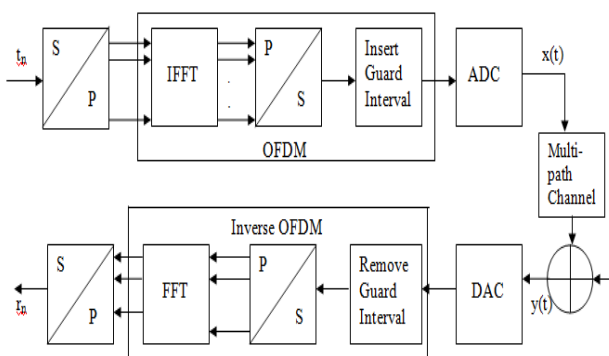 tn
S
P
IFFT
P
S
Insert
Guard
Interval
ADC
x(t)
OFDM
Multi-
path
Channel
Inverse OFDM
S
P
rn
FFT
P
S
Remove
Guard
Interval
DAC
y(t)